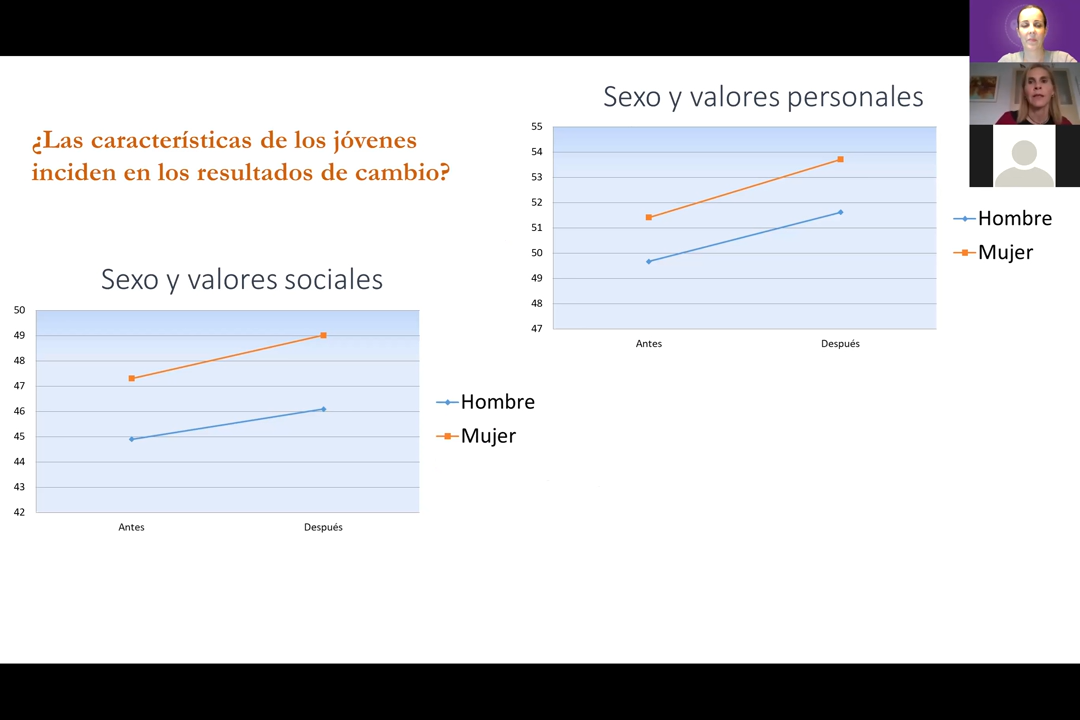 ¿Las características de los jóvenes
inciden en los resultados de cambio?
Sexo y valores personales
55
54
53
52
51
50
49
48
47
Antes
Después
Hombre
Mujer
Sexo y valores sociales
50
49
48
47
46
45
44
43
42
Antes
Después
Hombre
Mujer